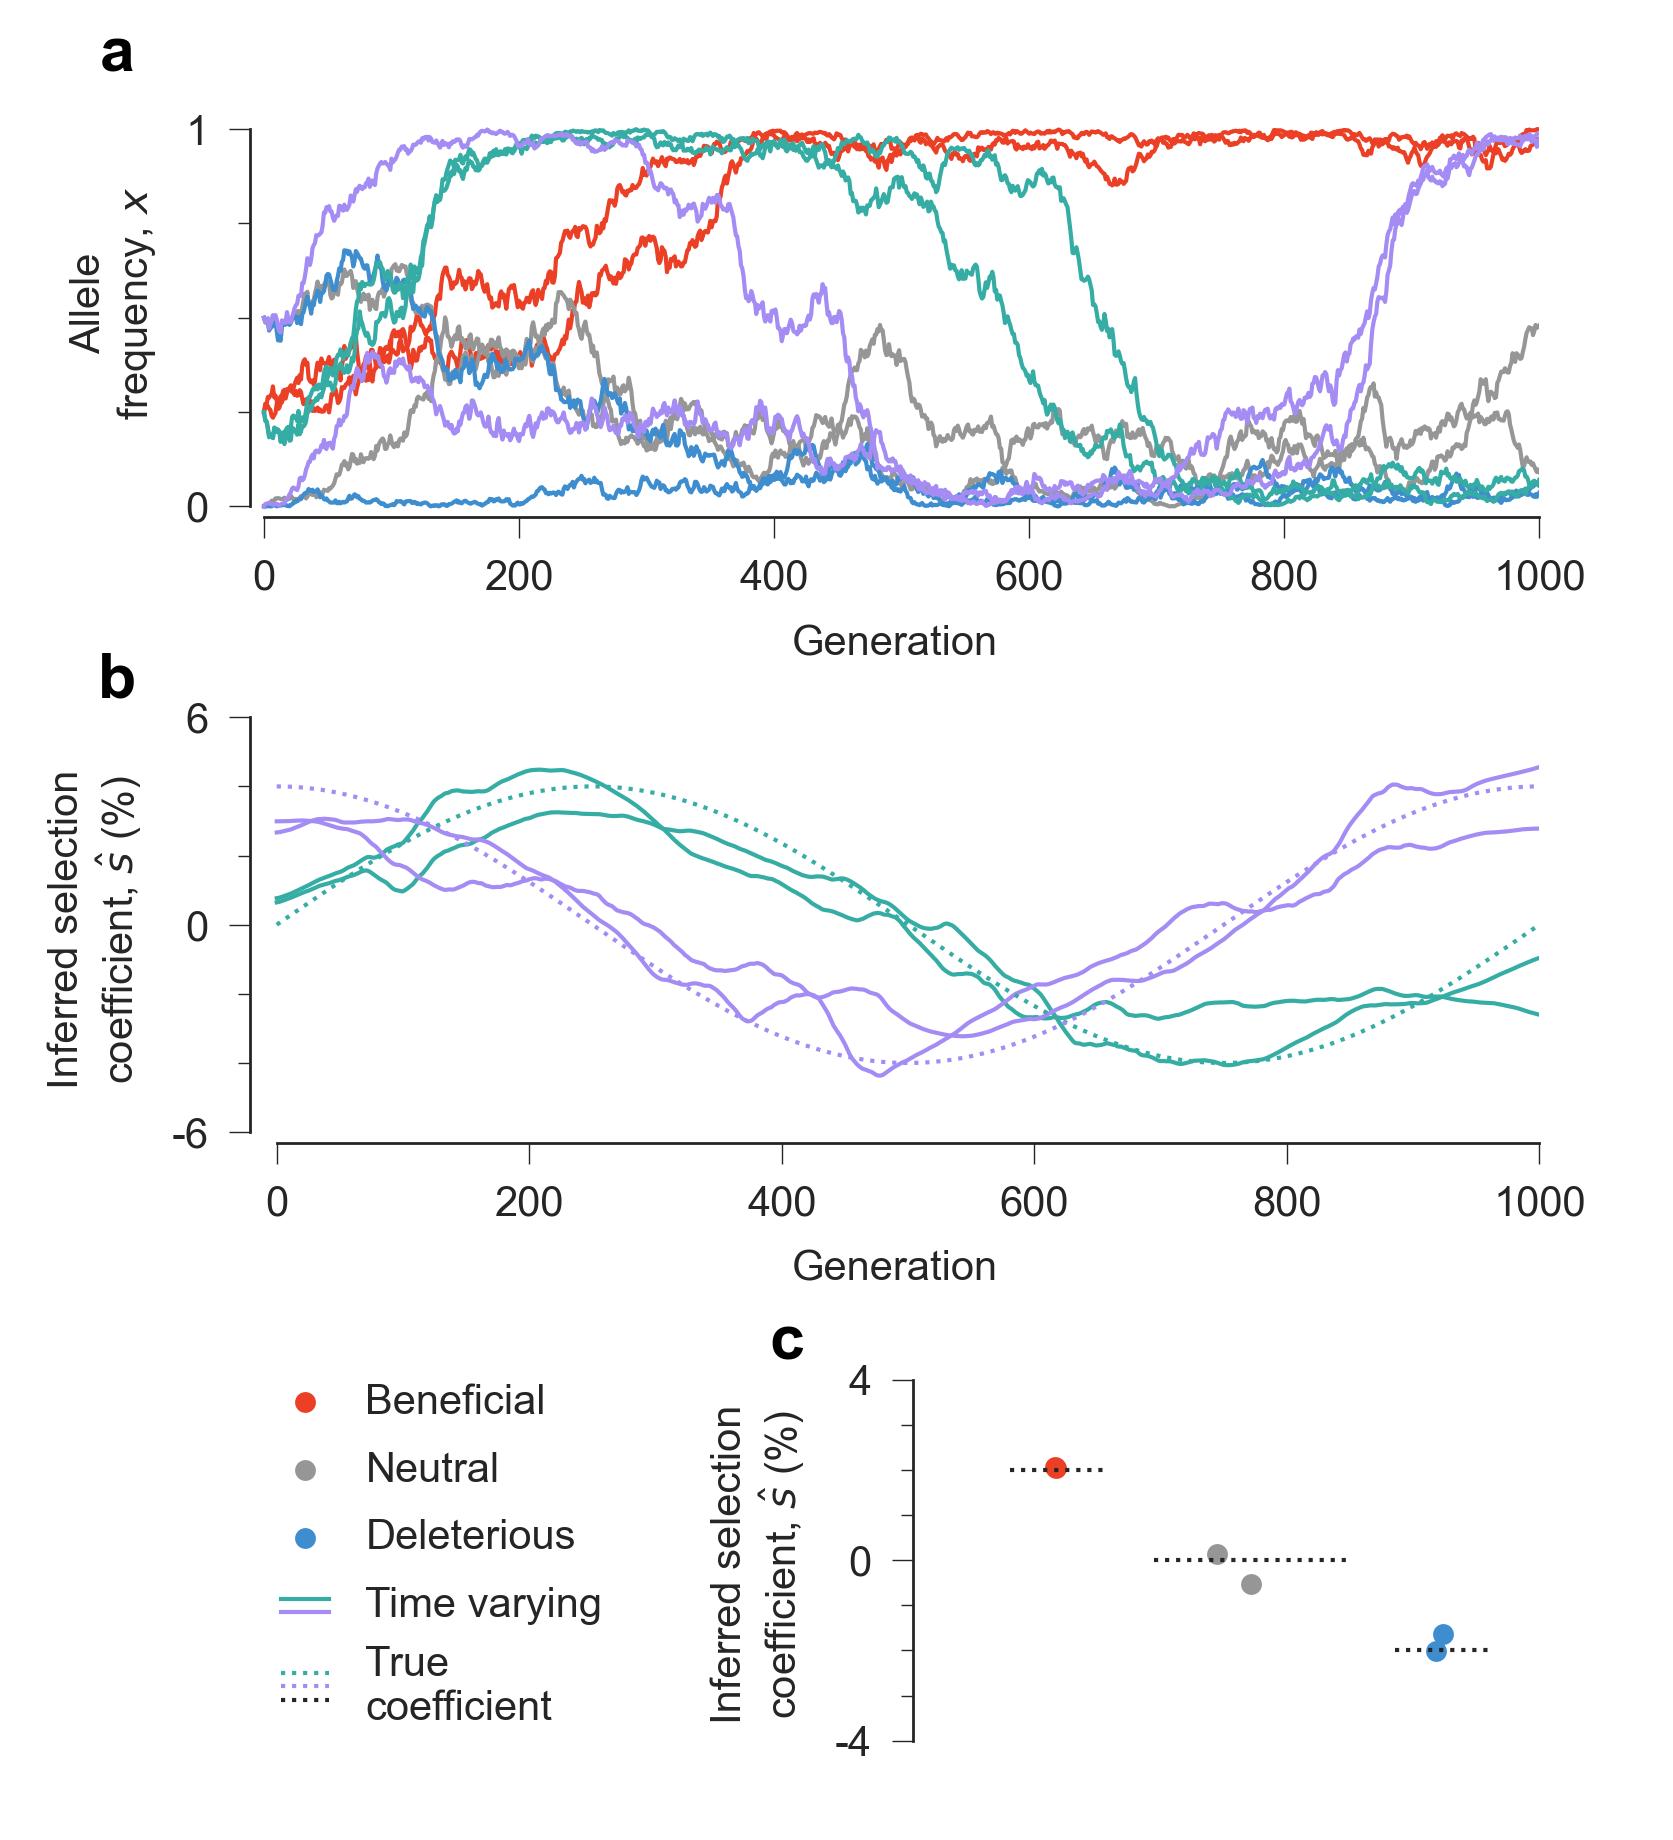 a
Allele
frequency, x
1
0
0 200 400 600 800 1000
Generation
b
Inferred selection
coefficient, ŝ (%)
6
0
-6
0 200 400 600 800 1000
Generation
Beneficial
Neutral
Deleterious
Time varying
True
coefficient
c
Inferred selection
coefficient, ŝ (%)
4
0
-4